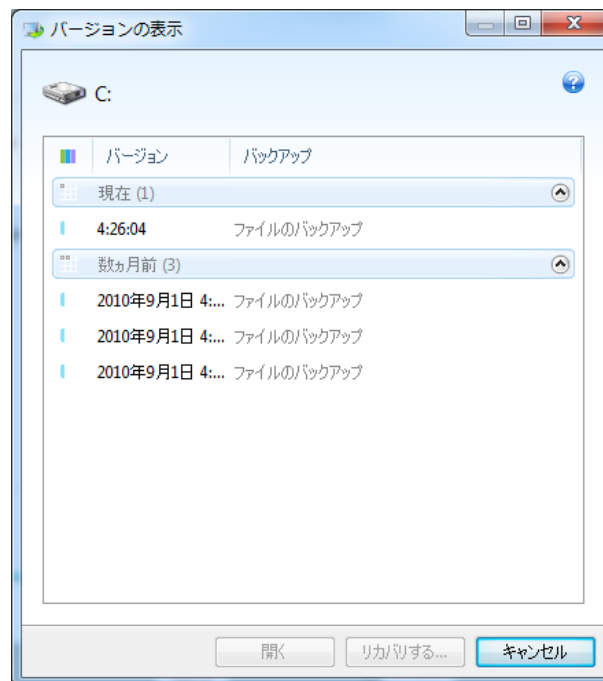 バージョンの表示
C:
バージョン バックアップ
現在 (1)
4:26:04 ファイルのバックアップ
数ヵ月前 (3)
2010年9月1日 4:... ファイルのバックアップ
2010年9月1日 4:... ファイルのバックアップ
2010年9月1日 4:... ファイルのバックアップ
開く リカバリする... キャンセル